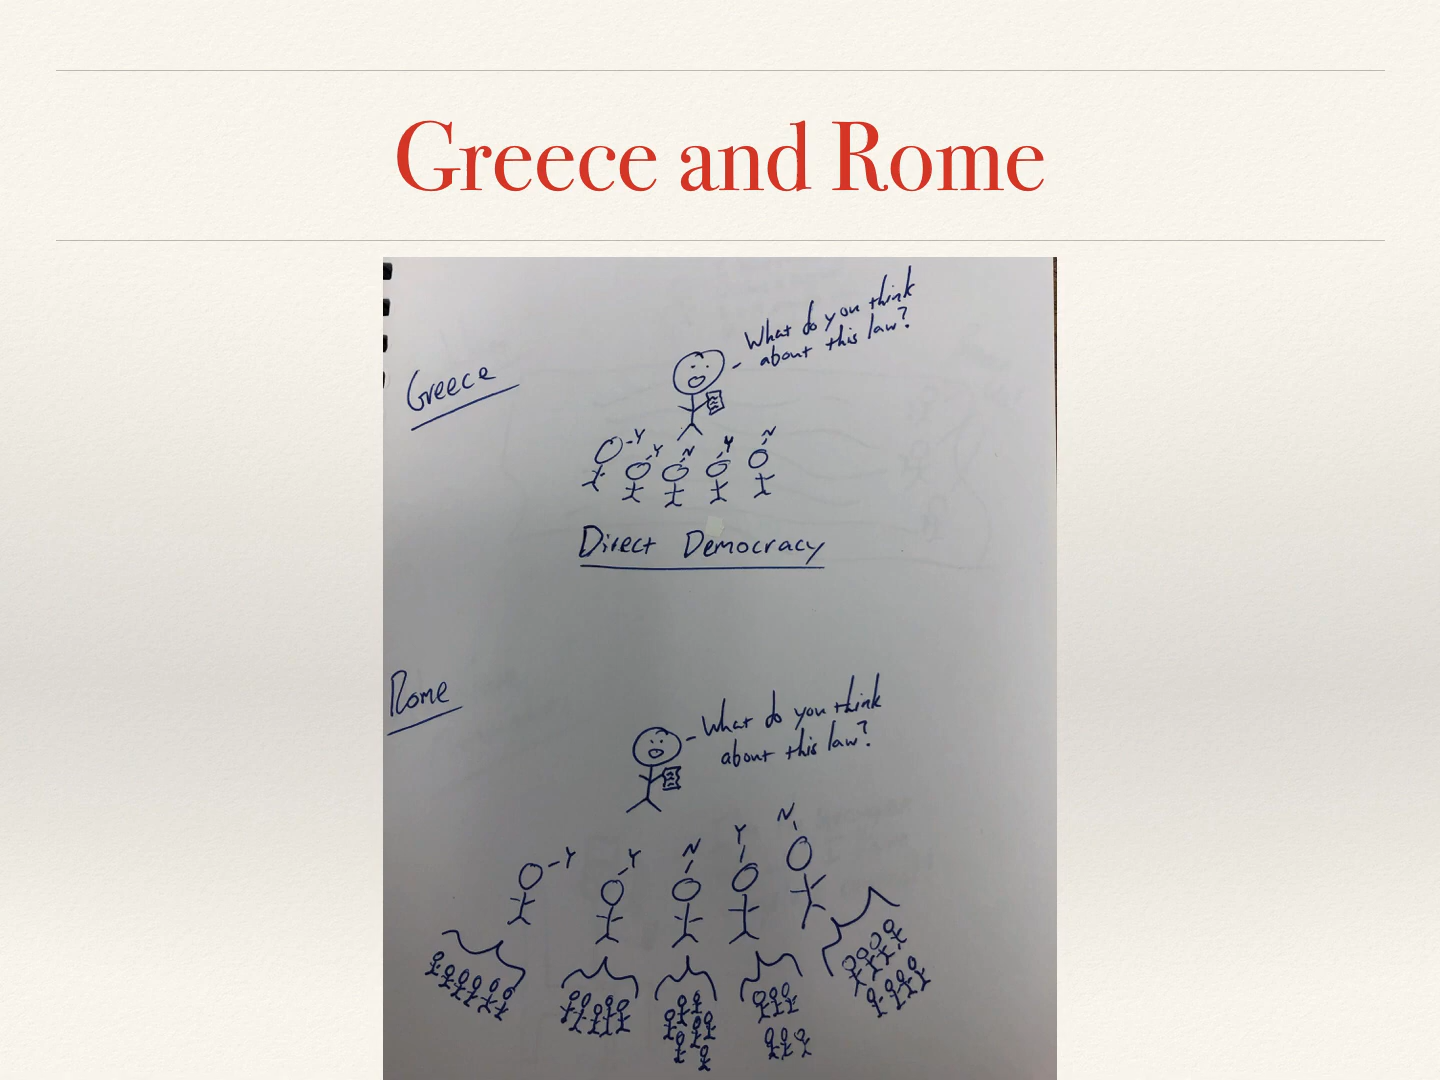 Greece and Rome
What do you think
about this law?
Greece
Y
Y
N
Y
N
Direct Democracy
Rome
What do you think
about this law?
Y
Y
N
Y
N